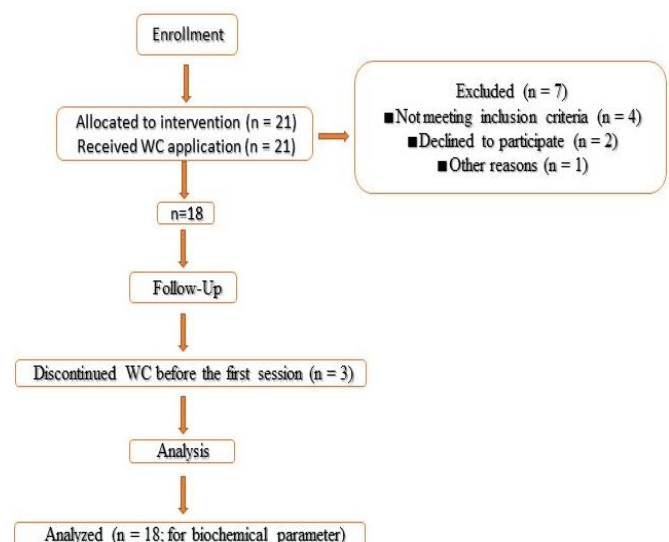 Enrollment
Allocated to intervention (n = 21)
Received WC application (n = 21)
Excluded (n = 7)
■Not meeting inclusion criteria (n = 4)
■Declined to participate (n = 2)
■Other reasons (n = 1)
n=18
Follow-Up
Discontinued WC before the first session (n = 3)
Analysis
Analyzed (n = 18; for biochemical parameter)